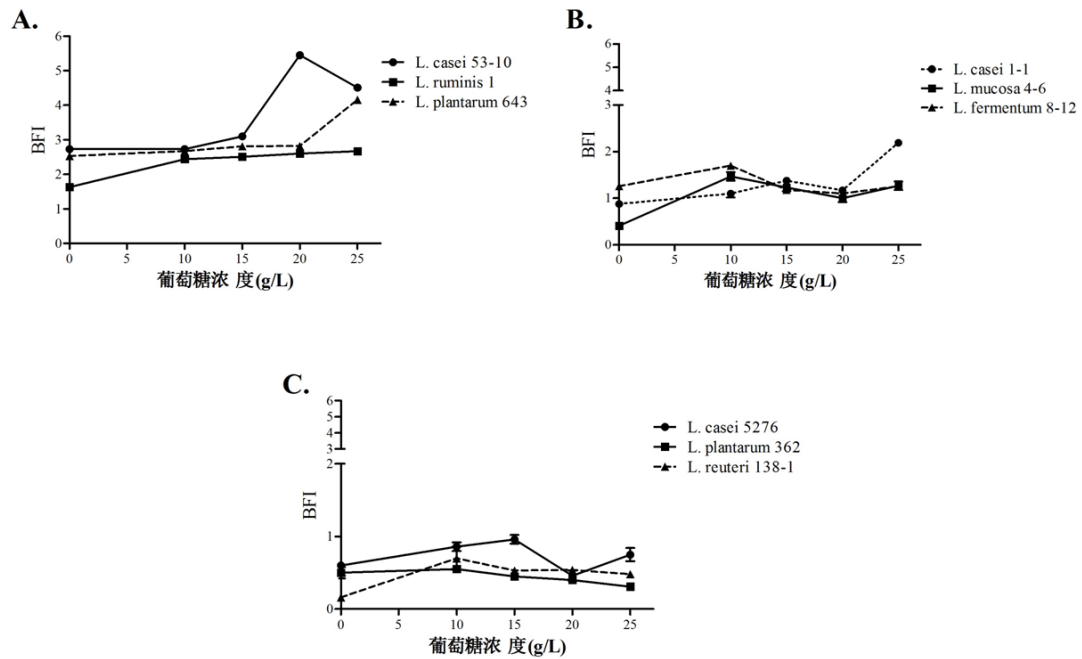 A.
6
5
4
3
2
1
0
BFI
0
5
10
15
20
25
葡萄糖浓 度(g/L)
L. casei 53-10
L. ruminis 1
L. plantarum 643
B.
6
5
4
3
2
1
0
BFI
0
5
10
15
20
25
葡萄糖浓 度(g/L)
L. casei 1-1
L. mucosa 4-6
L. fermentum 8-12
C.
6
5
4
3
2
1
0
BFI
0
5
10
15
20
25
葡萄糖浓 度(g/L)
L. casei 5276
L. plantarum 362
L. reuteri 138-1